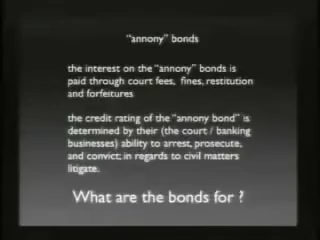 "annony" bonds
the interest on the "annony" bonds is
paid through court fees, fines, restitution
and forfeitures
the credit rating of the "annony bond" is
determined by their (the court / banking
businesses) ability to arrest, prosecute,
and convict; in regards to civil matters
litigate.
What are the bonds for ?